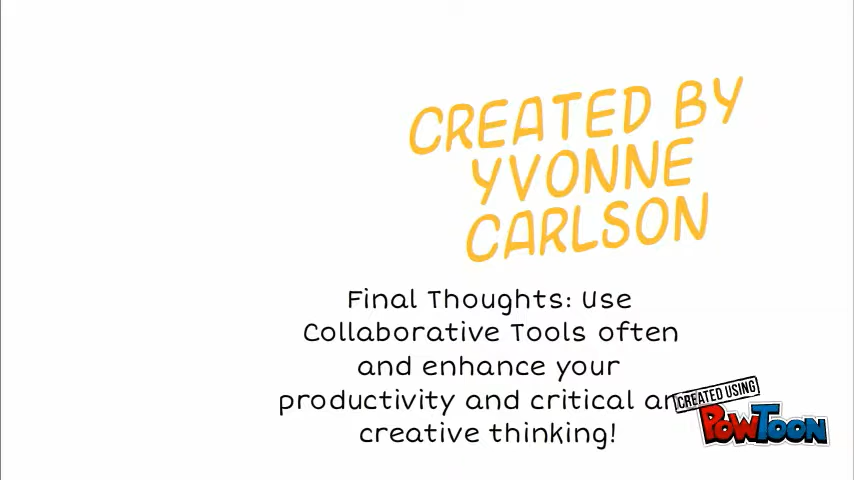 CREATED BY
YVONNE
CARLSON
Final Thoughts: Use
Collaborative Tools often
and enhance your
productivity and critical
creative thinking!
CREATED USING
POWTOON